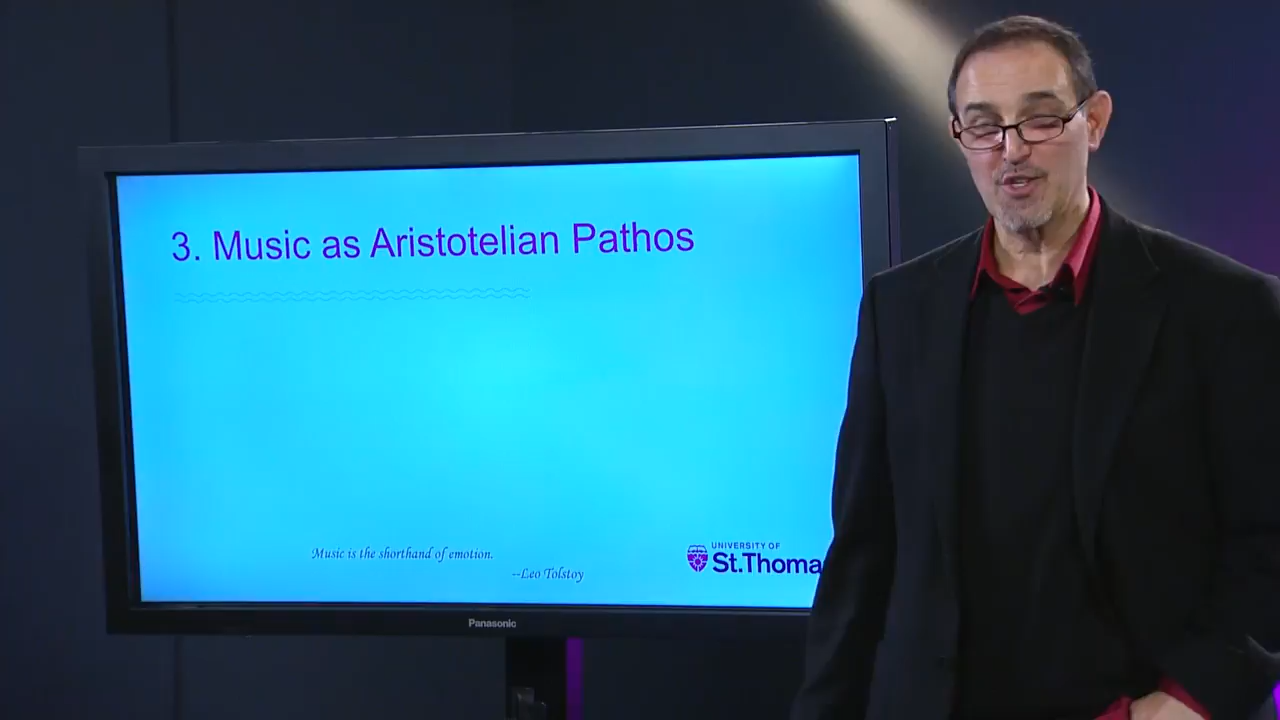 3. Music as Aristotelian Pathos
Music is the shorthand of emotion.
--Leo Tolstoy
UNIVERSITY OF
St.Thoma
Panasonic